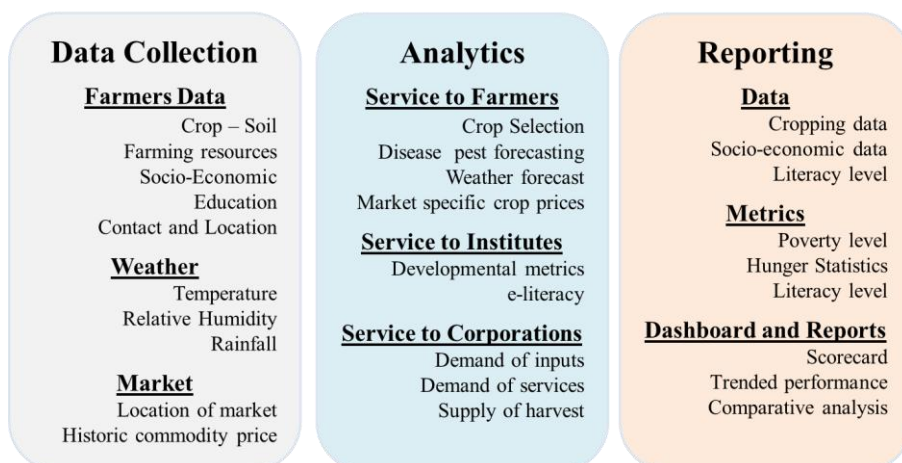 Data Collection
Farmers Data
Crop – Soil
Farming resources
Socio-Economic
Education
Contact and Location
Weather
Temperature
Relative Humidity
Rainfall
Market
Location of market
Historic commodity price
Analytics
Service to Farmers
Crop Selection
Disease pest forecasting
Weather forecast
Market specific crop prices
Service to Institutes
Developmental metrics
e-literacy
Service to Corporations
Demand of inputs
Demand of services
Supply of harvest
Reporting
Data
Cropping data
Socio-economic data
Literacy level
Metrics
Poverty level
Hunger Statistics
Literacy level
Dashboard and Reports
Scorecard
Trended performance
Comparative analysis